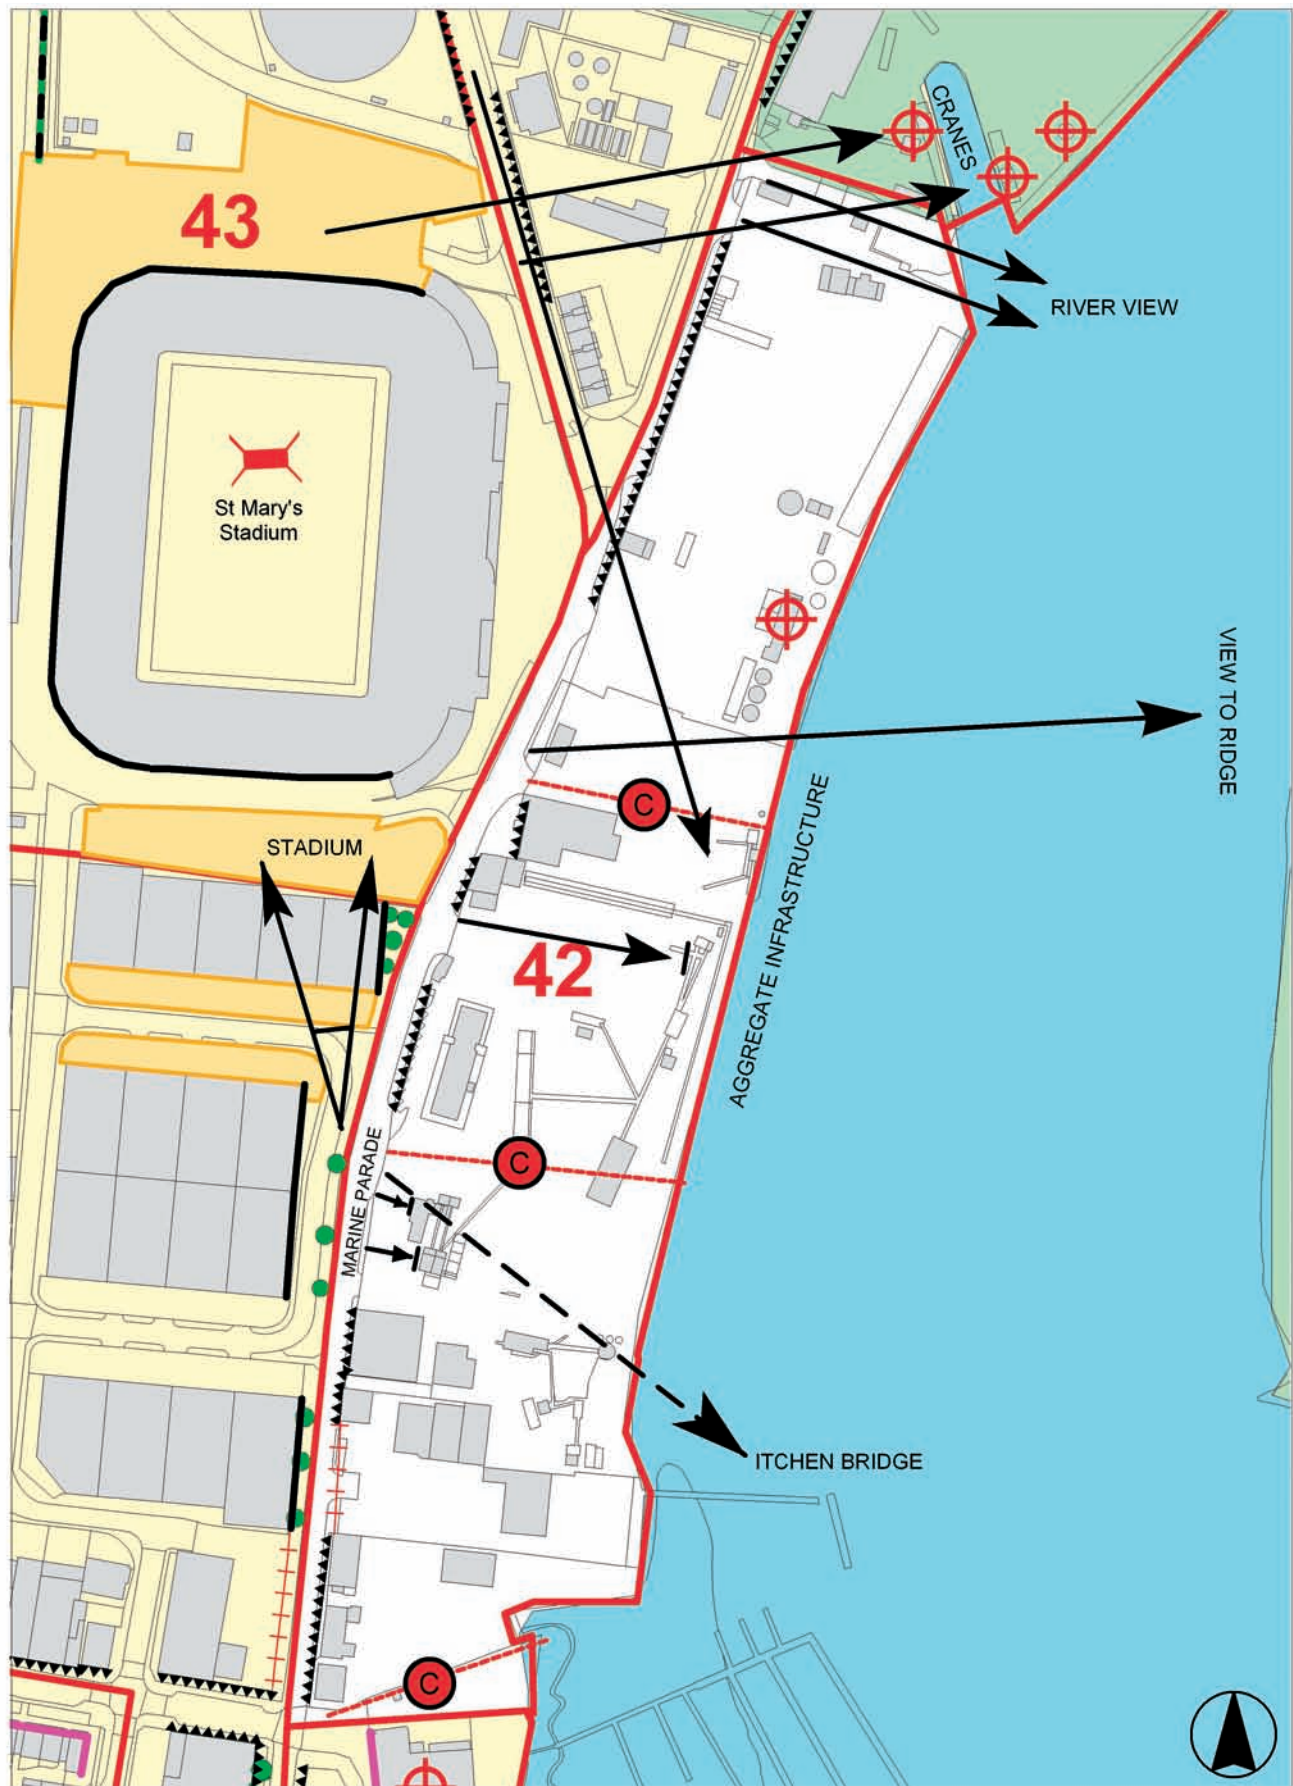 CRANES
43
RIVER VIEW
St Mary's
Stadium
VIEW TO RIDGE
C
AGGREGATE INFRASTRUCTURE
STADIUM
42
MARINE PARADE
C
ITCHEN BRIDGE
C